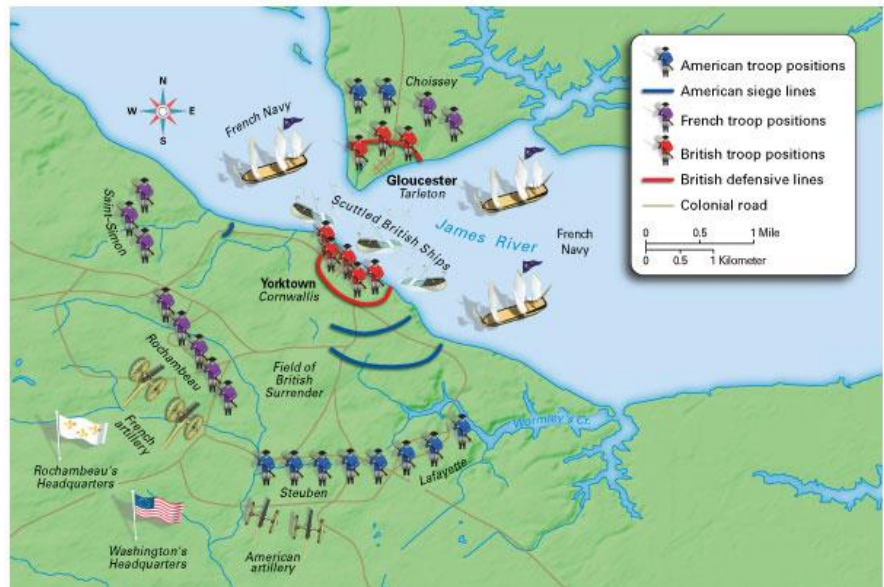 N
W E
S
French Navy
Choissey
Gloucester
Tarleton
Scuttled British Ships
James River
French
Navy
Saint-Simon
Yorktown
Cornwallis
Rochambeau
Field of
British
Surrender
French
artillery
Rochambeau's
Headquarters
Washington's
Headquarters
American
artillery
Steuben
Lafayette
Wormley's Cr.
American troop positions
American siege lines
French troop positions
British troop positions
British defensive lines
Colonial road
0 1 Mile
0 0.5 1 Kilometer